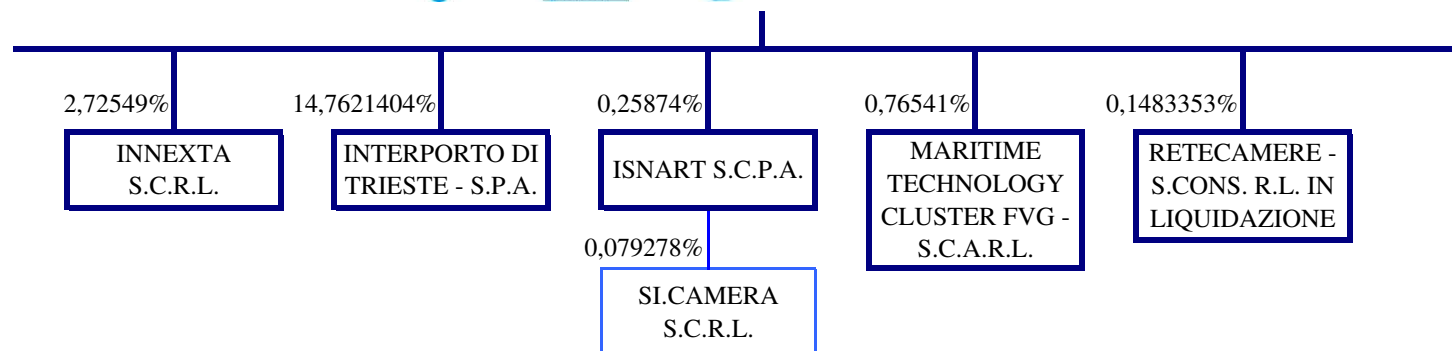 2,72549%
14,7621404%
0,25874%
0,76541%
0,1483353%
INNEXTA
S.C.R.L.
INTERPORTO DI
TRIESTE - S.P.A.
ISNART S.C.P.A.
MARITIME
TECHNOLOGY
CLUSTER FVG -
S.C.A.R.L.
RETECAMERE -
S.CONS. R.L. IN
LIQUIDAZIONE
0,079278%
SI.CAMERA
S.C.R.L.